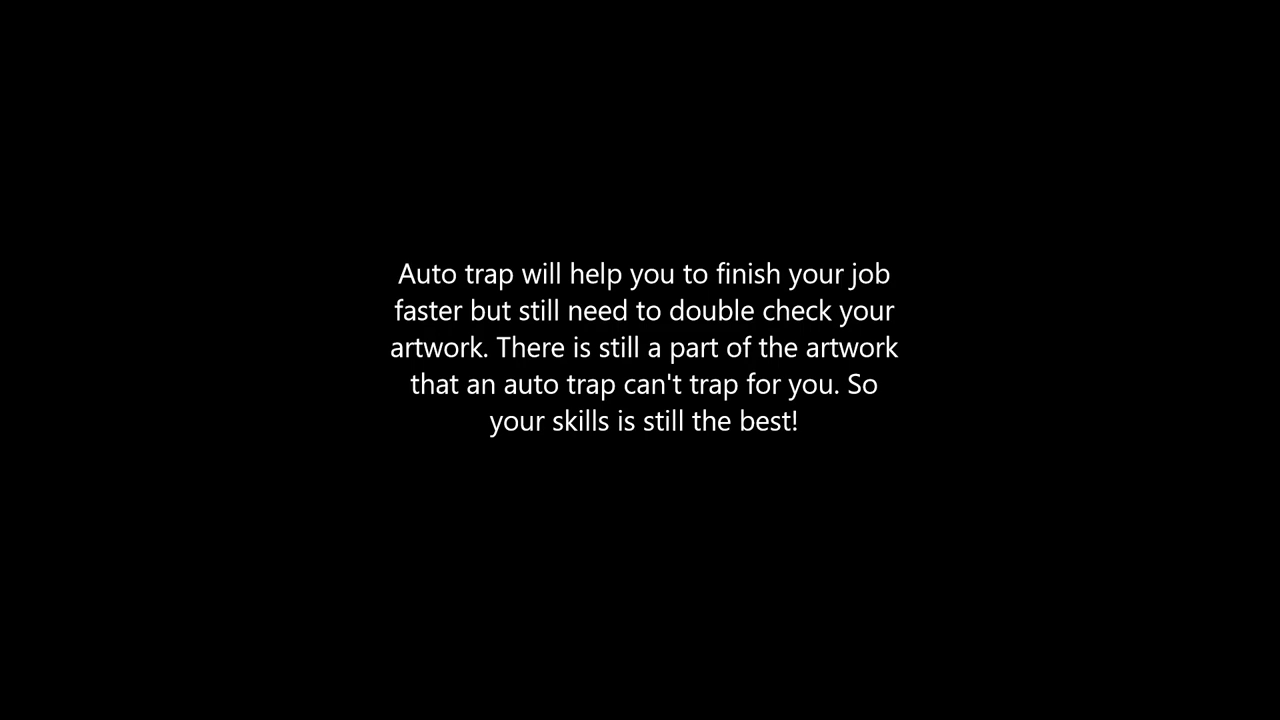 Auto trap will help you to finish your job
faster but still need to double check your
artwork. There is still a part of the artwork
that an auto trap can't trap for you. So
your skills is still the best!